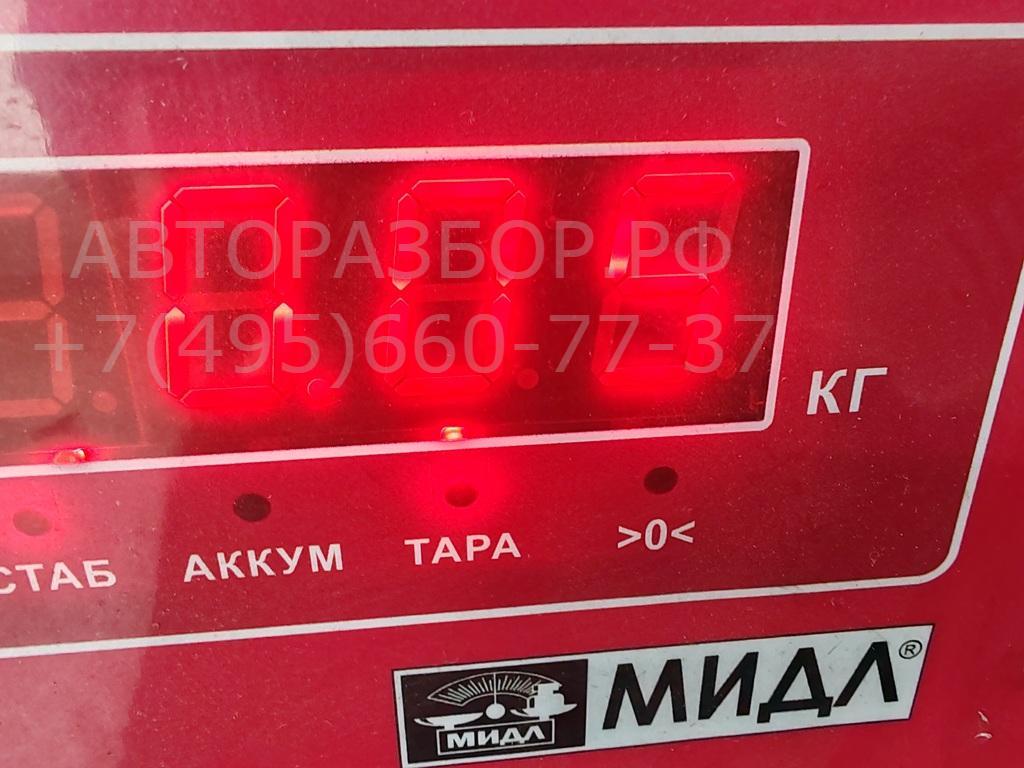 АВТОРАЗБОР.РФ
+7(495)660-77-37
КГ
СТАБ АККУМ ТАРА >0<
МИДЛ МИДЛ®